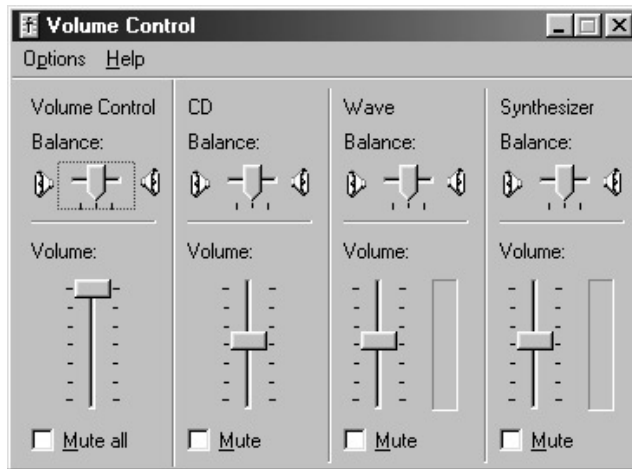 Volume Control
Options Help
Volume Control CD Wave Synthesizer
Balance: Balance: Balance: Balance:
Volume: Volume: Volume: Volume:
Mute all Mute Mute Mute